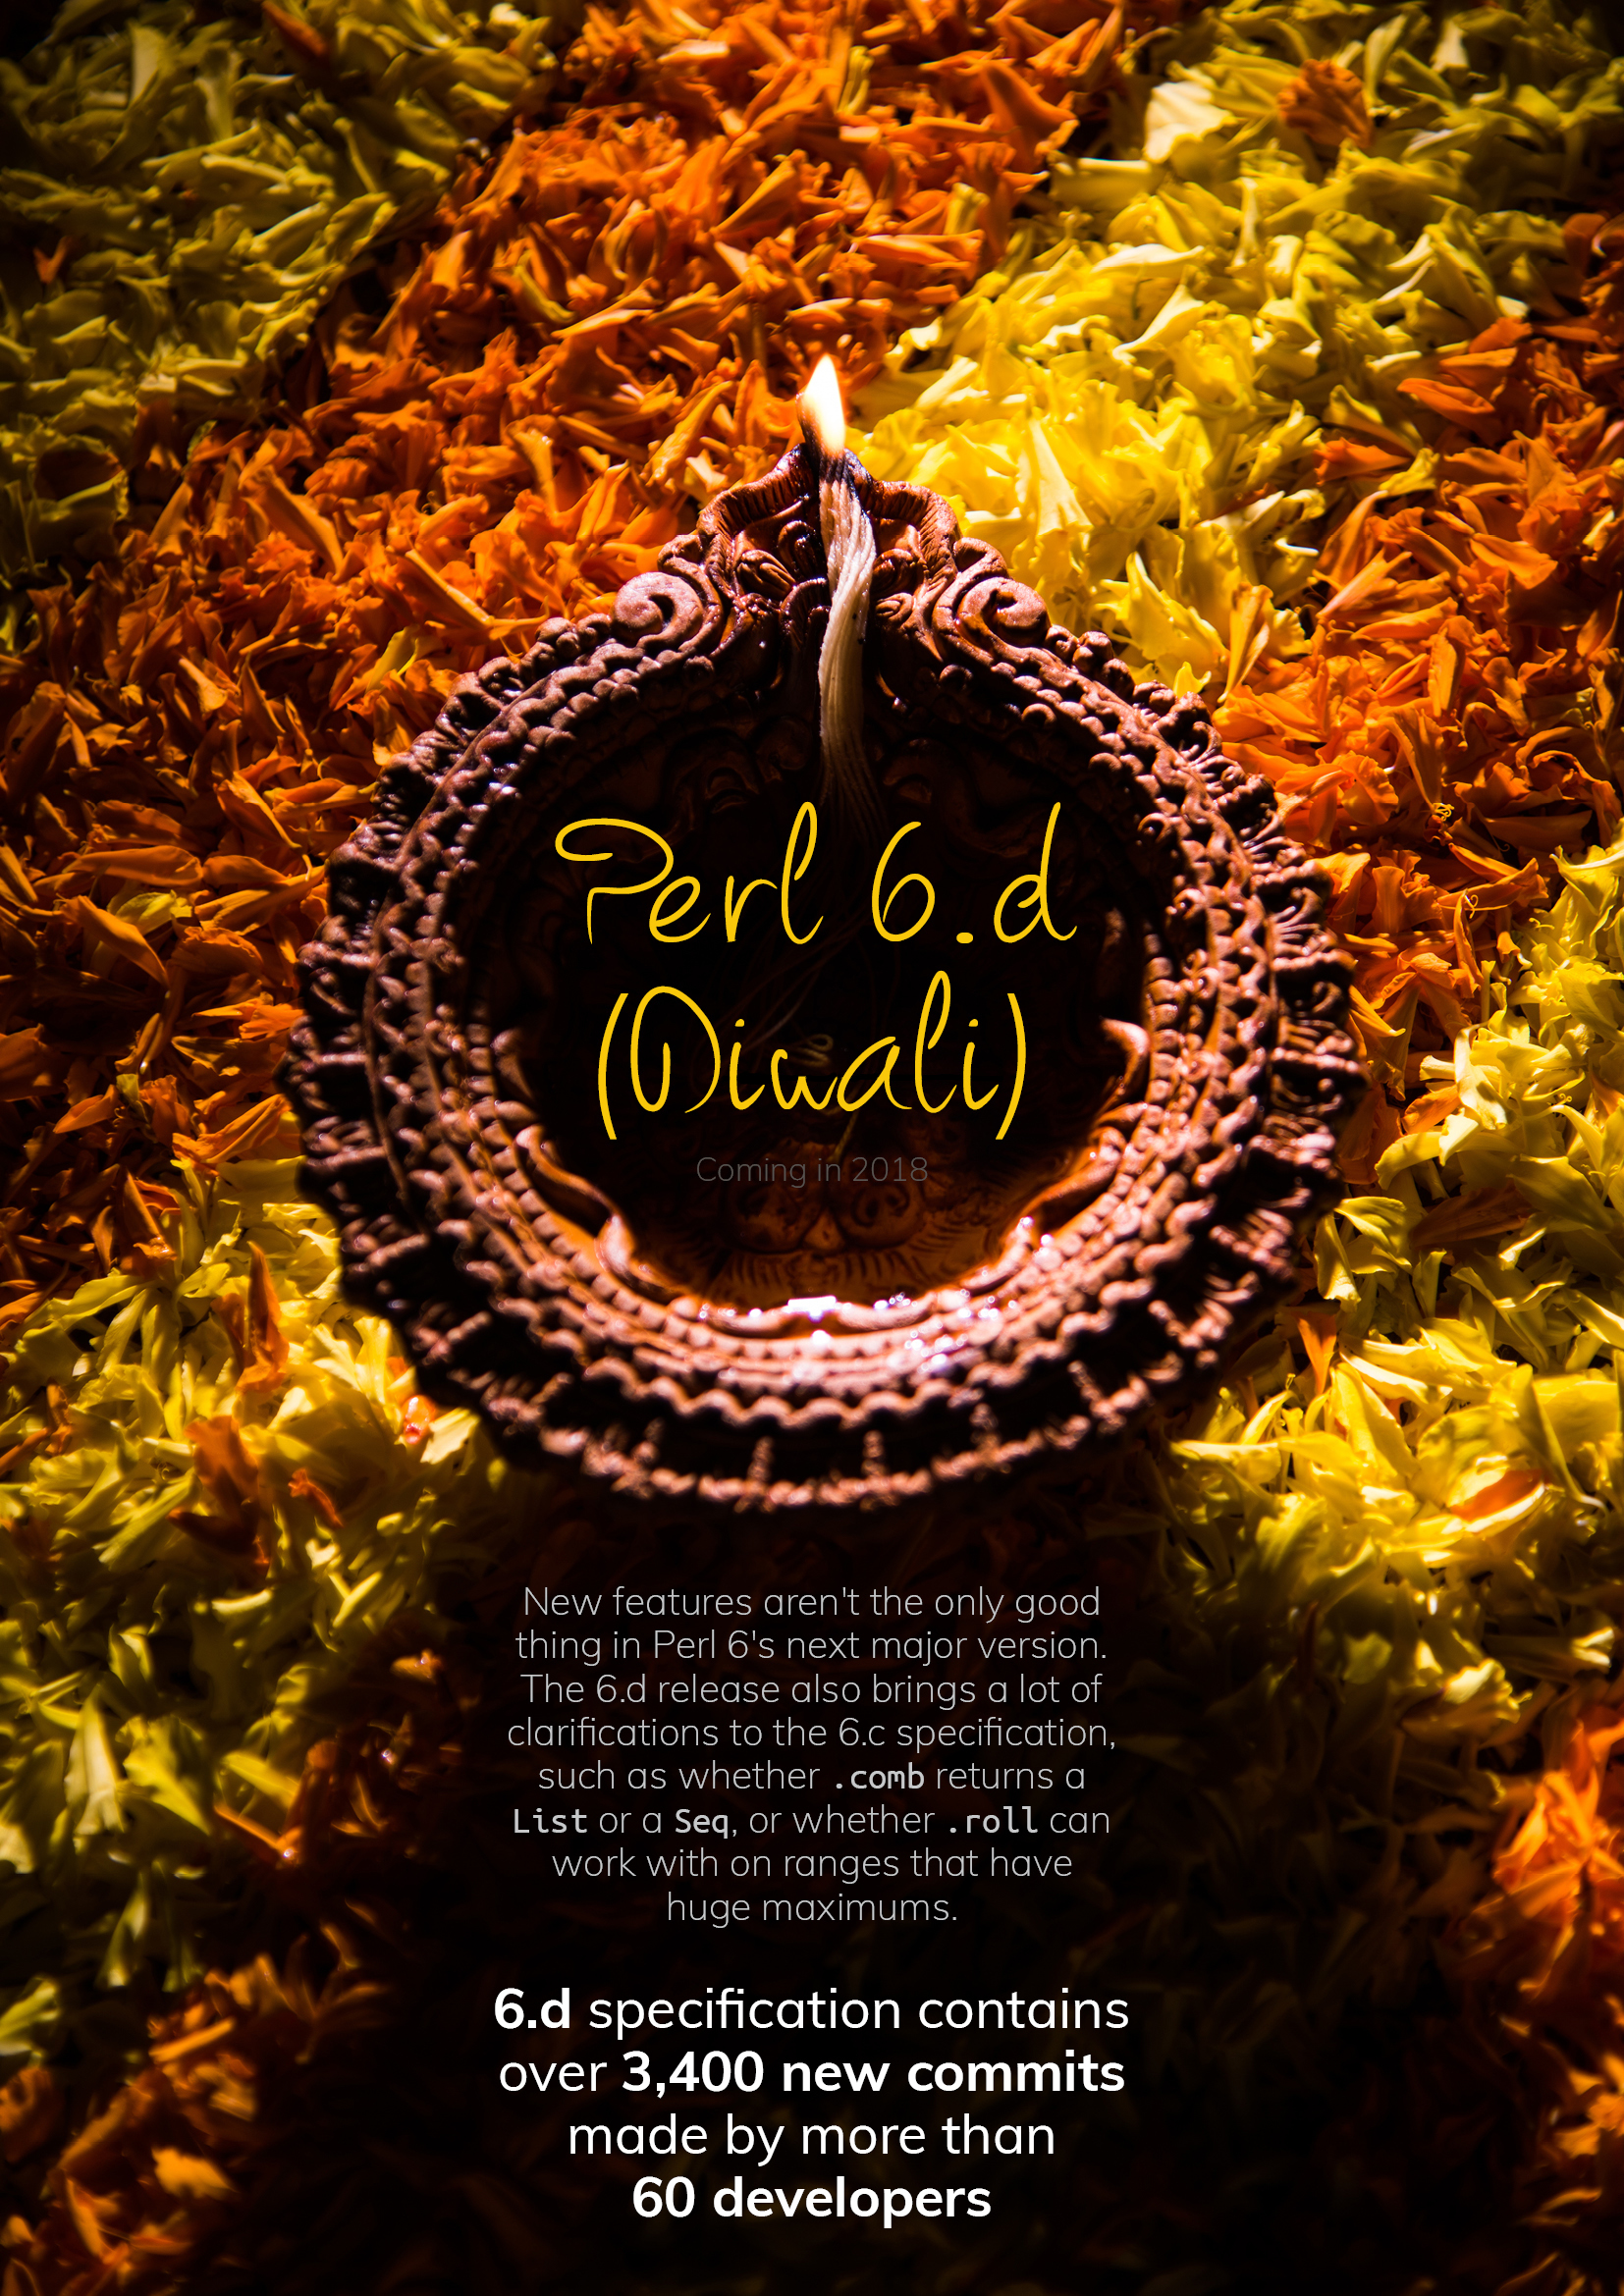 Perl 6.d
(Diwali)
Coming in 2018
New features aren't the only good
thing in Perl 6's next major version.
The 6.d release also brings a lot of
clarifications to the 6.c specification,
such as whether .comb returns a
List or a Seq, or whether .roll can
work with on ranges that have
huge maximums.
6.d specification contains
over 3,400 new commits
made by more than
60 developers